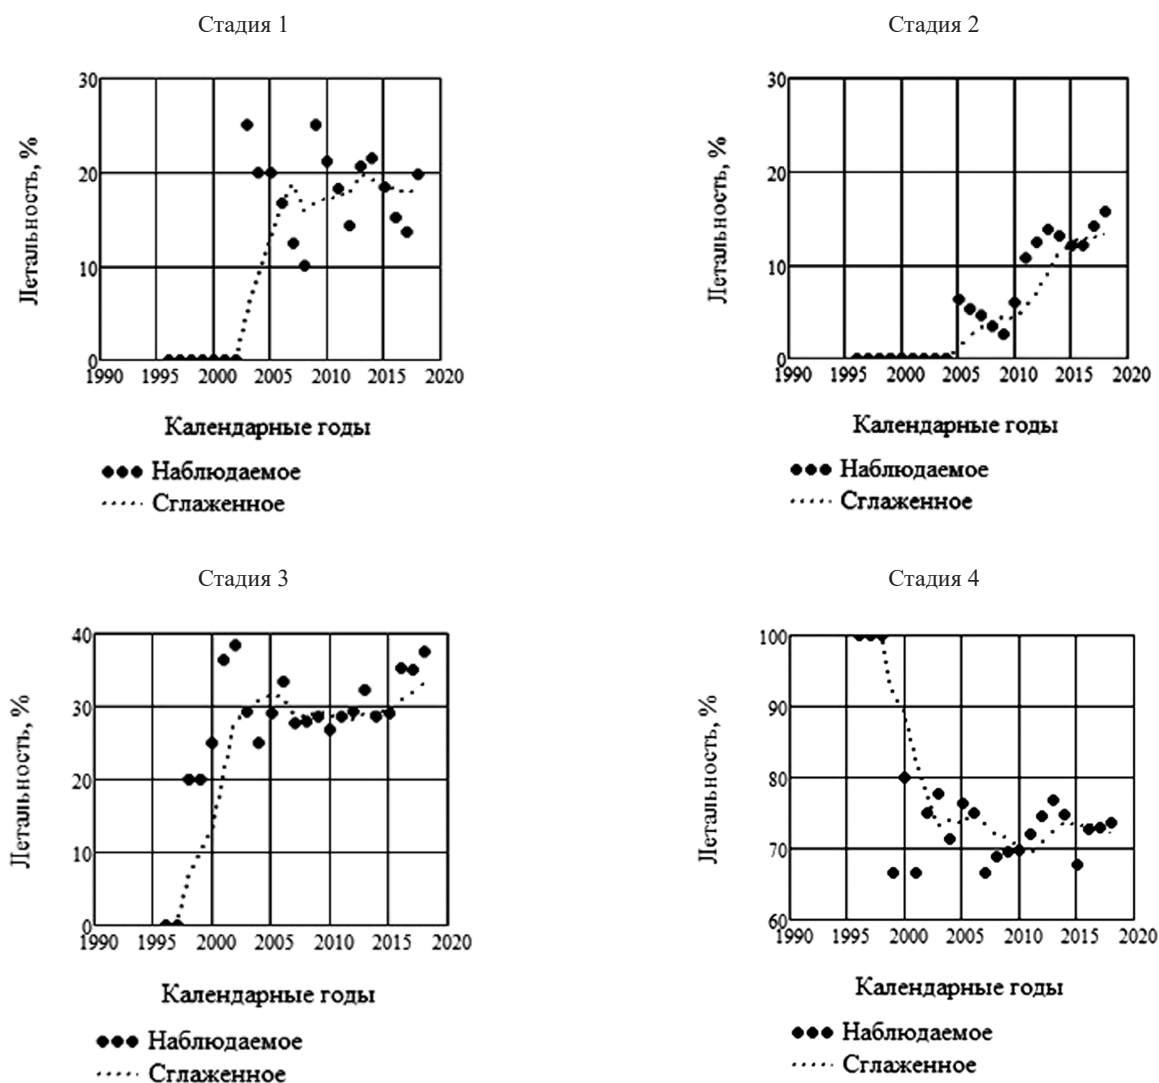 Стадия 1
Летальность, %
30
20
10
0
1990 1995 2000 2005 2010 2015 2020
Календарные годы
Наблюдаемое
Сглаженное
Стадия 2
Летальность, %
30
20
10
0
1990 1995 2000 2005 2010 2015 2020
Календарные годы
Наблюдаемое
Сглаженное
Стадия 3
Летальность, %
40
30
20
10
0
1990 1995 2000 2005 2010 2015 2020
Календарные годы
Наблюдаемое
Сглаженное
Стадия 4
Летальность, %
100
90
80
70
60
1990 1995 2000 2005 2010 2015 2020
Календарные годы
Наблюдаемое
Сглаженное